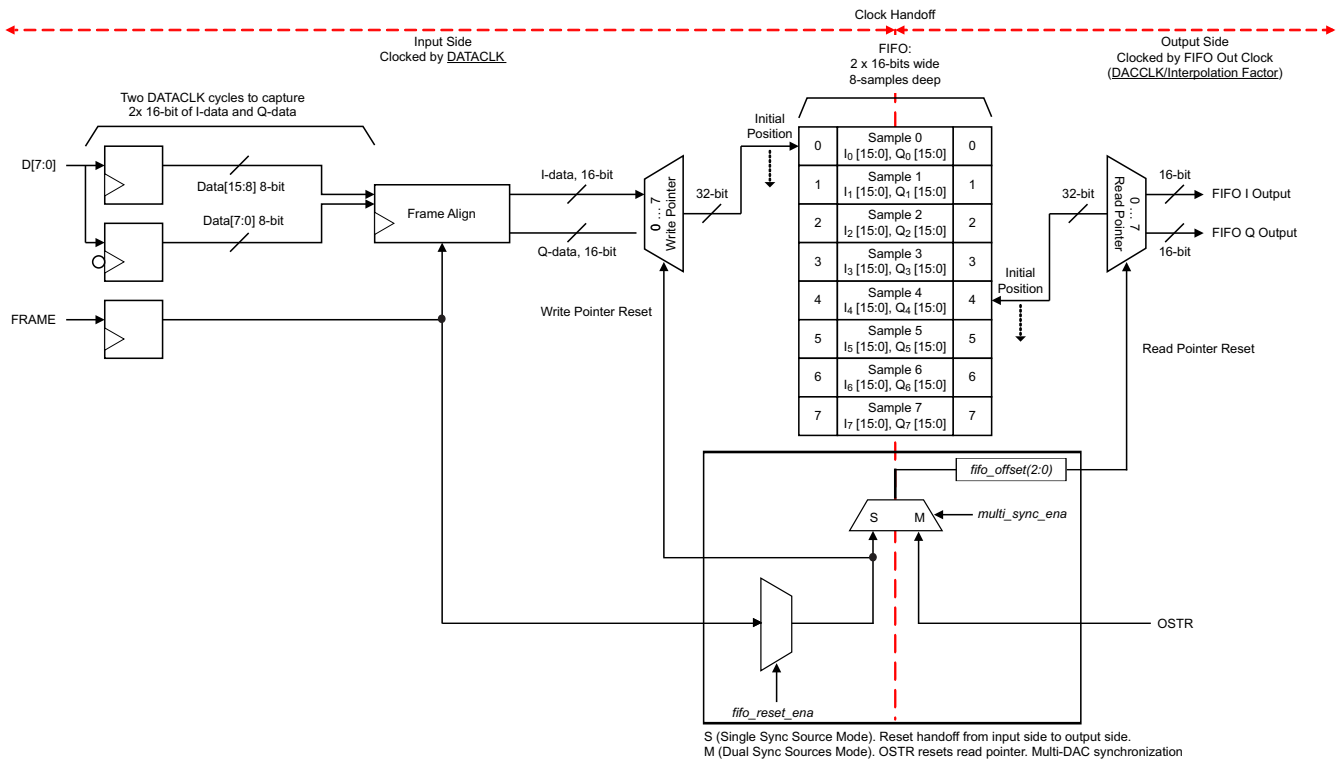 Clock Handoff
Input Side
Clocked by DATACLK
FIFO:
2 x 16-bits wide
8-samples deep
Output Side
Clocked by FIFO Out Clock
(DACCLK/Interpolation Factor)
Two DATACLK cycles to capture
2x 16-bit of I-data and Q-data
D[7:0]
Data[15:8] 8-bit
Data[7:0] 8-bit
FRAME
Frame Align
I-data, 16-bit
Q-data, 16-bit
0 ... 7
Write Pointer
32-bit
Initial
Position
Write Pointer Reset
0
Sample 0
I0 [15:0], Q0 [15:0]
0
1
Sample 1
I1 [15:0], Q1 [15:0]
1
2
Sample 2
I2 [15:0], Q2 [15:0]
2
3
Sample 3
I3 [15:0], Q3 [15:0]
3
4
Sample 4
I4 [15:0], Q4 [15:0]
4
5
Sample 5
I5 [15:0], Q5 [15:0]
5
6
Sample 6
I6 [15:0], Q6 [15:0]
6
7
Sample 7
I7 [15:0], Q7 [15:0]
7
Initial
Position
32-bit
0 ... 7
Read Pointer
16-bit
FIFO I Output
FIFO Q Output
16-bit
Read Pointer Reset
fifo_offset(2:0)
S
M
multi_sync_ena
OSTR
fifo_reset_ena
S (Single Sync Source Mode). Reset handoff from input side to output side.
M (Dual Sync Sources Mode). OSTR resets read pointer. Multi-DAC synchronization